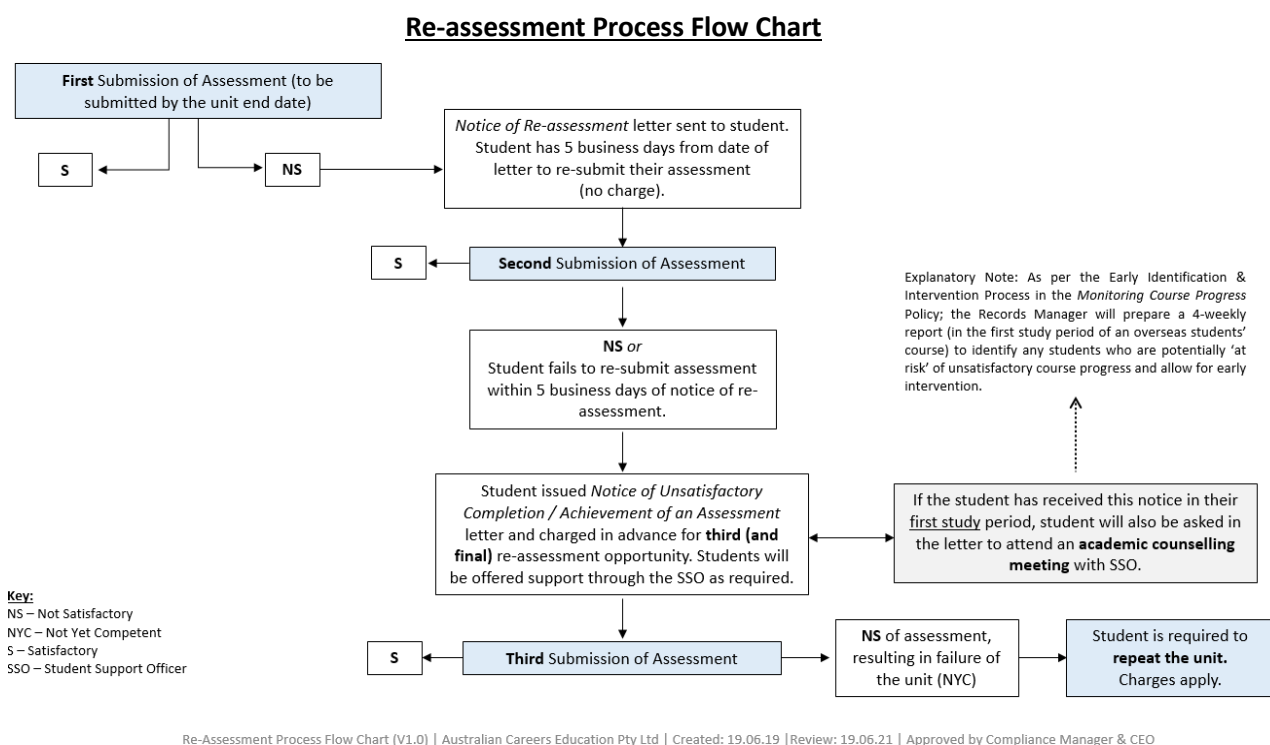 Re-assessment Process Flow Chart
First Submission of Assessment (to be
submitted by the unit end date)
S
NS
Notice of Re-assessment letter sent to student.
Student has 5 business days from date of
letter to re-submit their assessment
(no charge).
S
Second Submission of Assessment
NS or
Student fails to re-submit assessment
within 5 business days of notice of re-
assessment.
Explanatory Note: As per the Early Identification &
Intervention Process in the Monitoring Course Progress
Policy; the Records Manager will prepare a 4-weekly
report (in the first study period of an overseas students'
course) to identify any students who are potentially 'at
risk' of unsatisfactory course progress and allow for early
intervention.
Student issued Notice of Unsatisfactory
Completion / Achievement of an Assessment
letter and charged in advance for third (and
final) re-assessment opportunity. Students will
be offered support through the SSO as required.
If the student has received this notice in their
first study period, student will also be asked in
the letter to attend an academic counselling
meeting with SSO.
Key:
NS – Not Satisfactory
NYC – Not Yet Competent
S – Satisfactory
SSO – Student Support Officer
S
Third Submission of Assessment
NS of assessment,
resulting in failure of
the unit (NYC)
Student is required to
repeat the unit.
Charges apply.
Re-Assessment Process Flow Chart (V1.0) | Australian Careers Education Pty Ltd | Created: 19.06.19 |Review: 19.06.21 | Approved by Compliance Manager & CEO